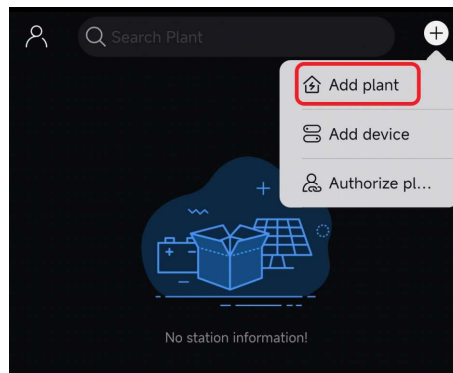 Search Plant
Add plant
Add device
Authorize pl...
No station information!